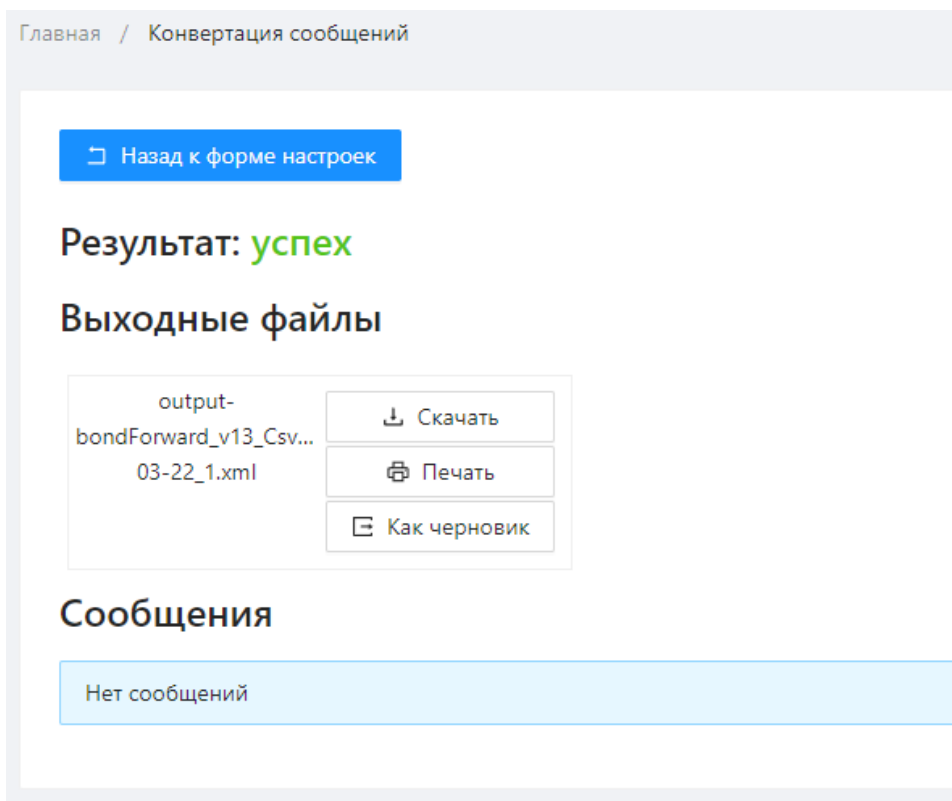 Главная / Конвертация сообщений
Назад к форме настроек
Результат: успех
Выходные файлы
output-
bondForward_v13_Csv...
03-22_1.xml
Скачать
Печать
Как черновик
Сообщения
Нет сообщений